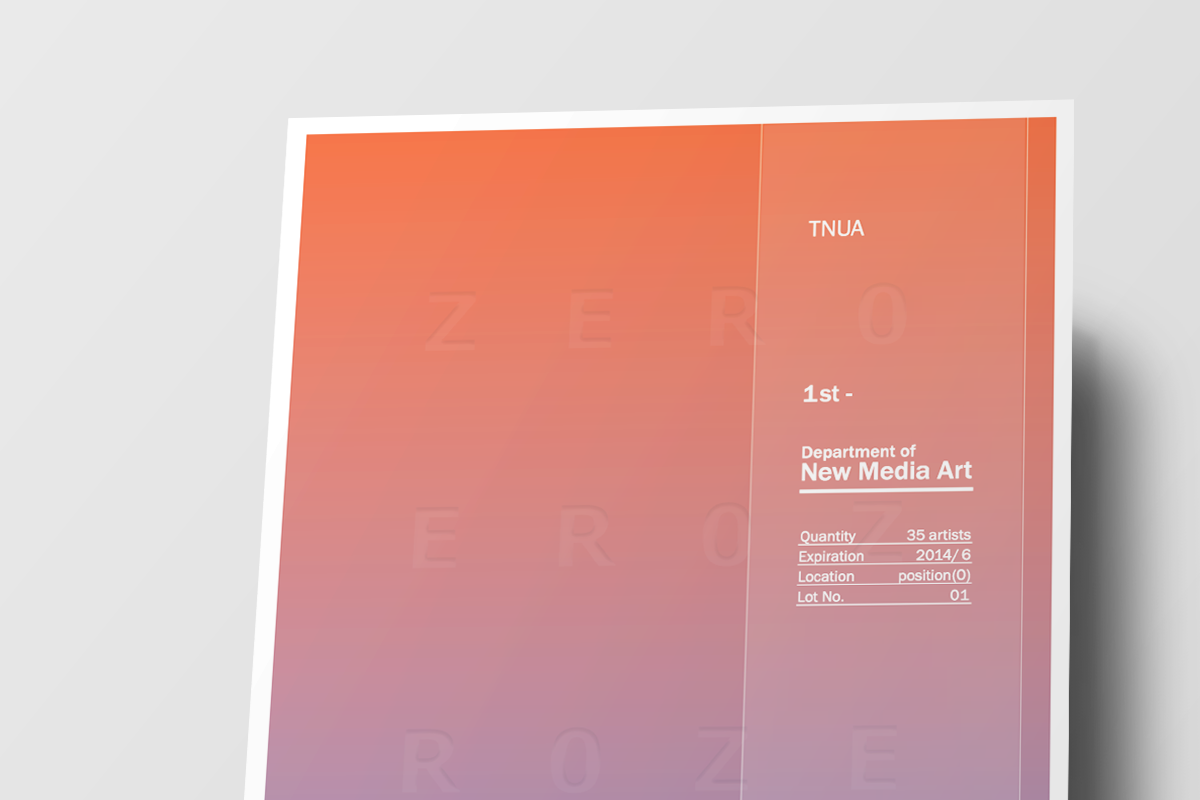 TNUA
Z E R O
1st -
Department of
New Media Art
E R O Z
Quantity 35 artists
Expiration 2014/ 6
Location position(0)
Lot No. 01
R O Z E